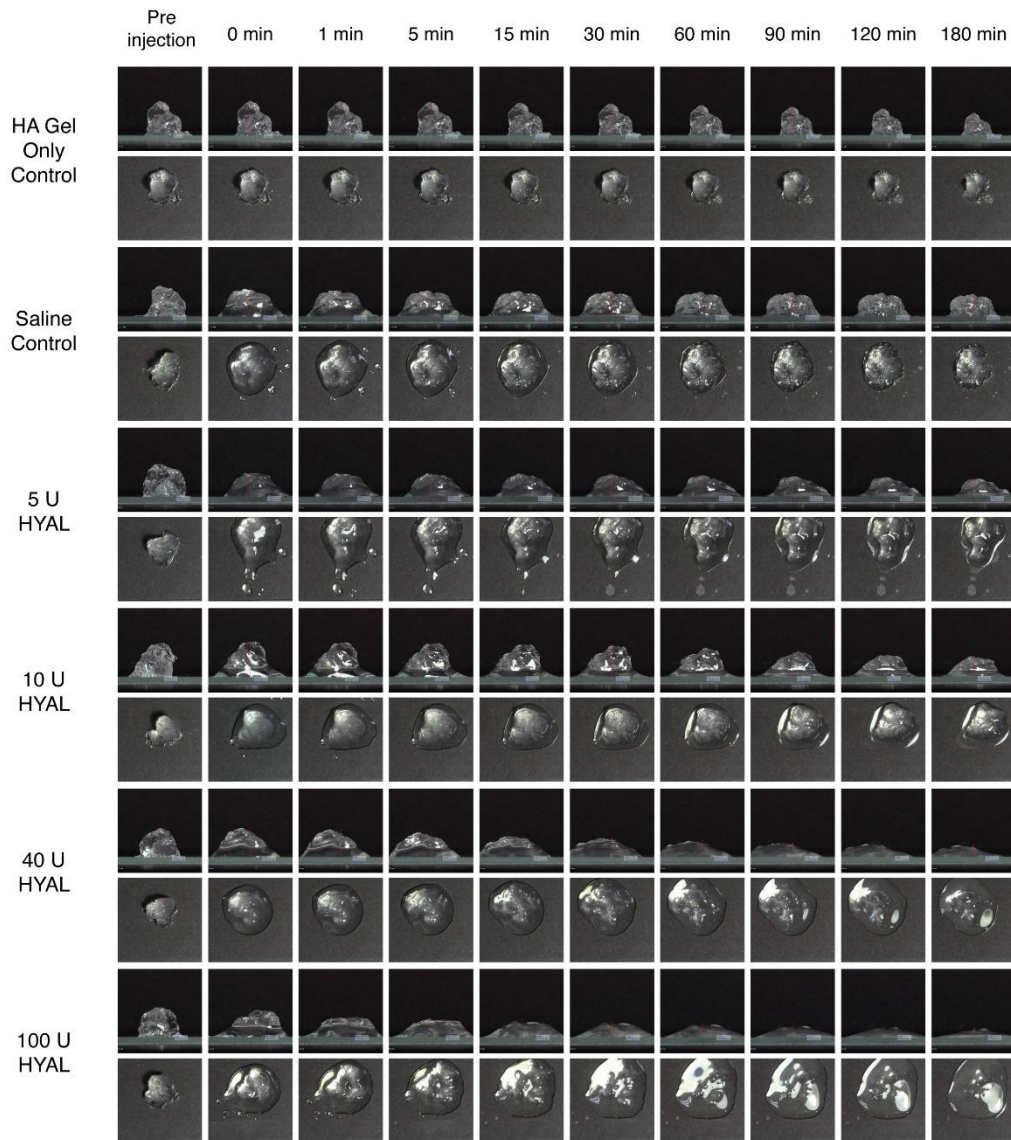 Pre
injection
0 min
1 min
5 min
15 min
30 min
60 min
90 min
120 min
180 min
HA Gel
Only
Control
Saline
Control
5 U
HYAL
10 U
HYAL
40 U
HYAL
100 U
HYAL